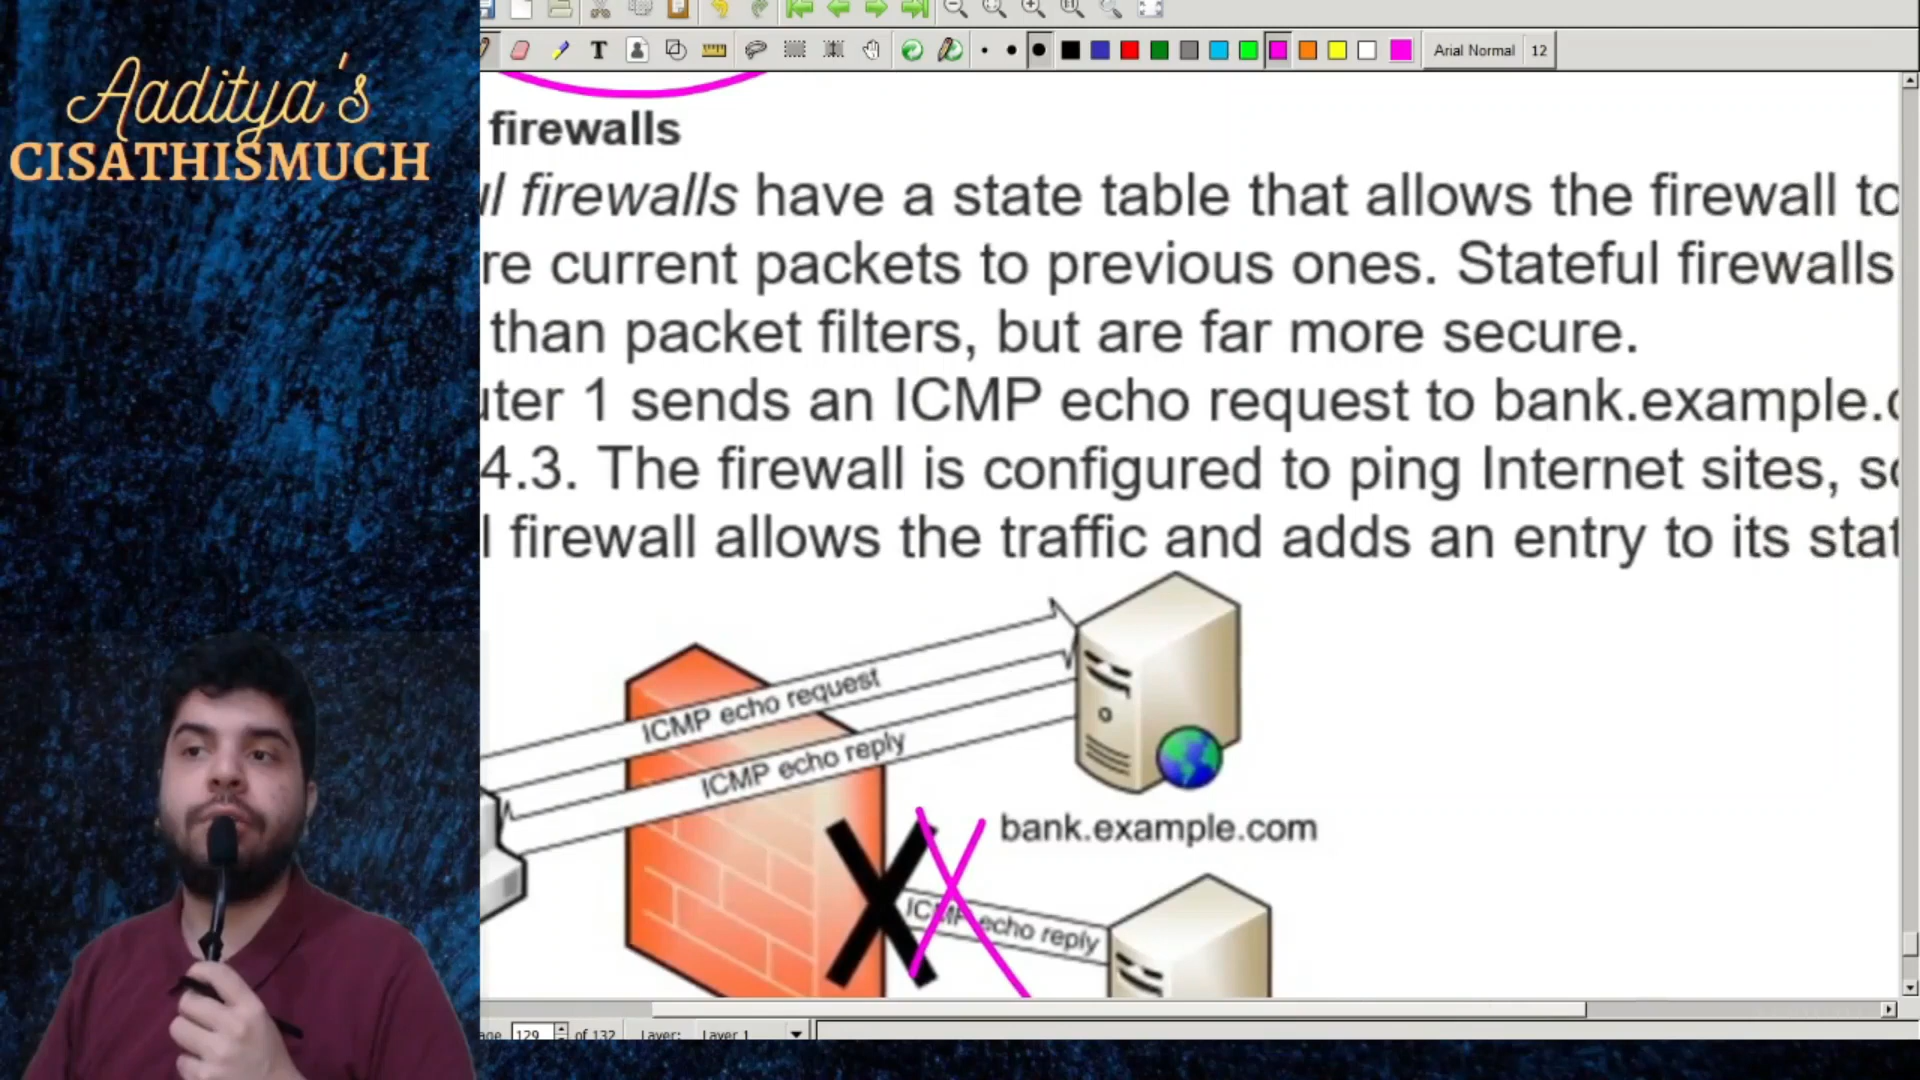 Aaditya's
CISATHISMUCH
Arial Normal 12
firewalls
firewalls have a state table that allows the firewall to
current packets to previous ones. Stateful firewalls
than packet filters, but are far more secure.
1 sends an ICMP echo request to bank.example.
4.3. The firewall is configured to ping Internet sites,
firewall allows the traffic and adds an entry to its
ICMP echo request
ICMP echo reply
bank.example.com
ICMP echo reply
129 of 132 Layer: Layer 1